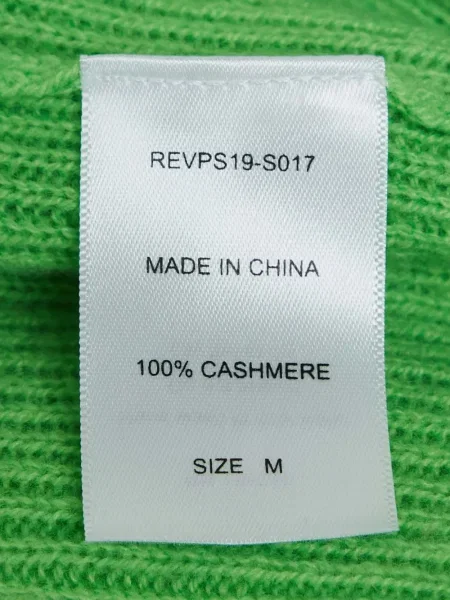 REVPS19-S017
MADE IN CHINA
100% CASHMERE
SIZE M